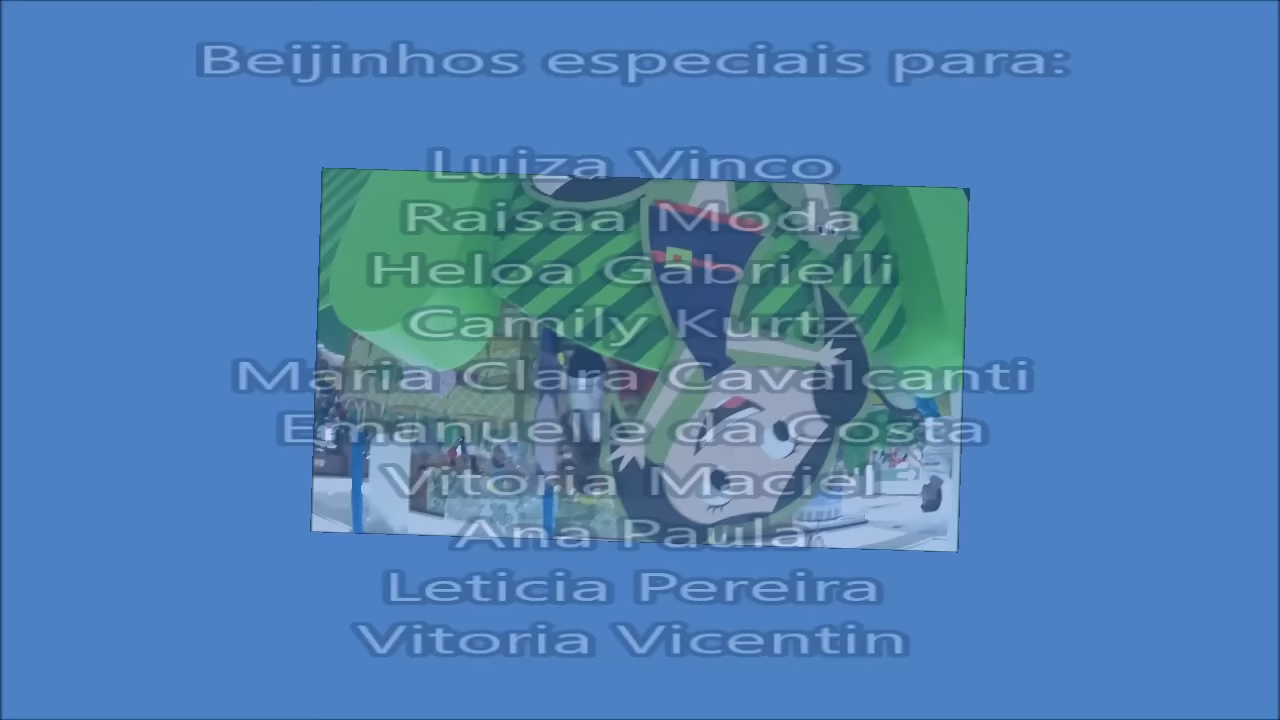 Beijinhos especiais para:
Luiza Vinco
Raisaa Moda
Heloa Gabrielli
Camily Kurtz
Maria Clara Cavalcanti
Emanuelle da Costa
Vitoria Maciel
Ana Paula
Leticia Pereira
Vitoria Vicentin